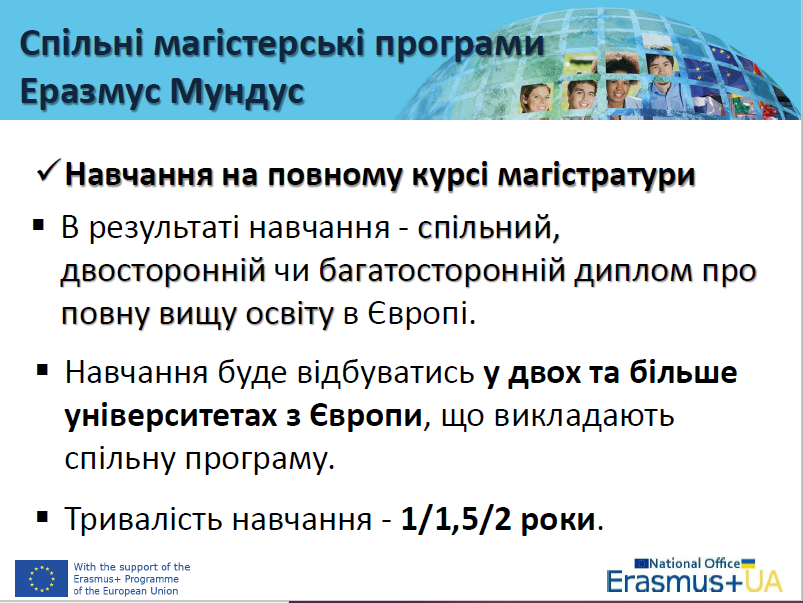 Спільні магістерські програми
Еразмус Мундус
✓Навчання на повному курсі магістратури
▪ В результаті навчання - спільний,
двосторонній чи багатосторонній диплом про
повну вищу освіту в Європі.
▪ Навчання буде відбуватись у двох та більше
університетах з Європи, що викладають
спільну програму.
▪ Тривалість навчання - 1/1,5/2 роки.
With the support of the
Erasmus+ Programme
of the European Union
National Office
Erasmus+UA